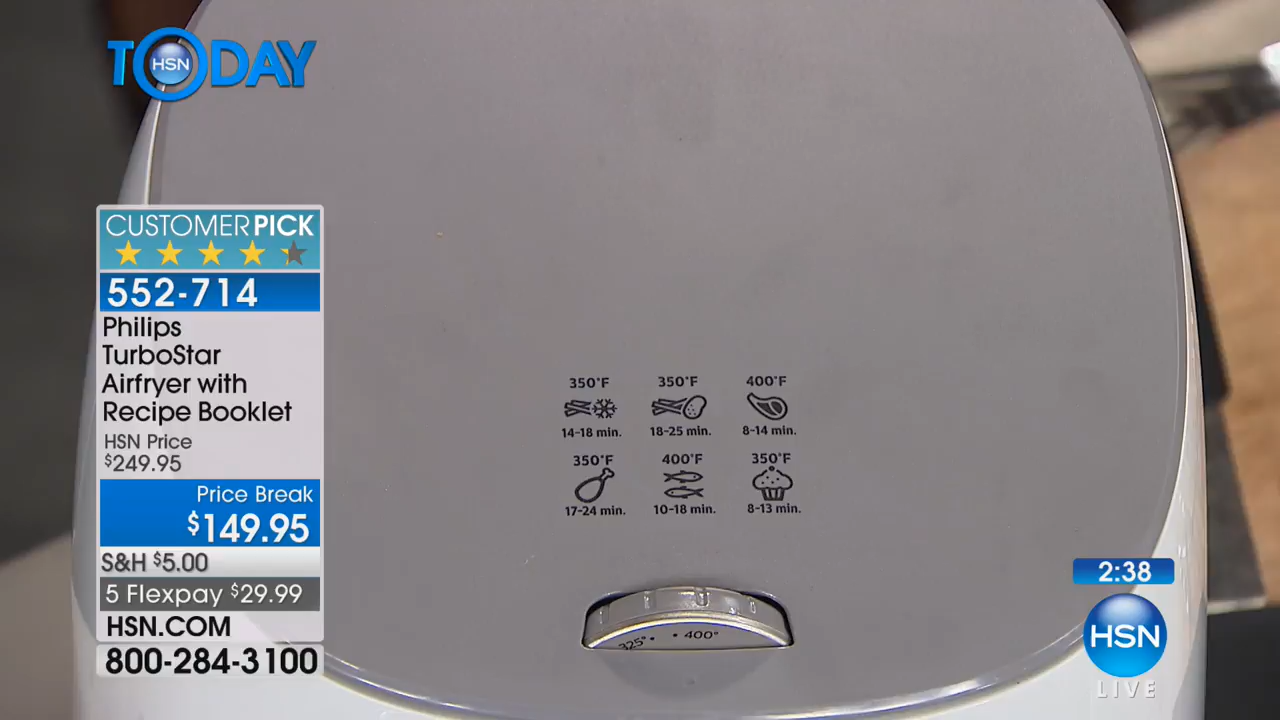 TODAY
HSN
CUSTOMER PICK
552-714
Philips
TurboStar
Airfryer with
Recipe Booklet
HSN Price
$249.95
Price Break
$149.95
S&H $5.00
5 Flexpay $29.99
HSN.COM
800-284-3100
350°F 350°F 400°F
14-18 min. 18-25 min. 8-14 min.
350°F 400°F 350°F
17-24 min. 10-18 min. 8-13 min.
325° 400°
2:38
HSN
LIVE